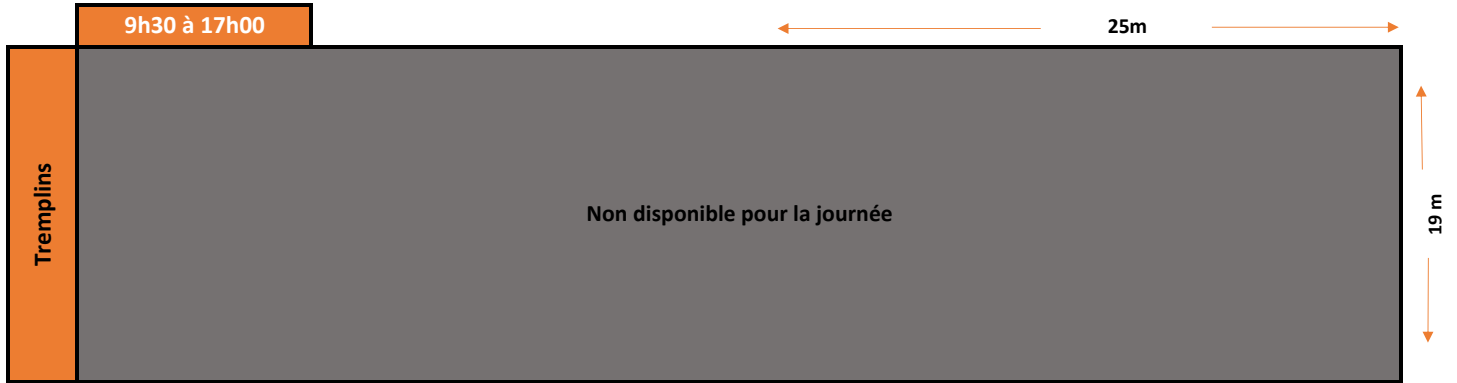 9h30 à 17h00
25m
Tremplins
Non disponible pour la journée
19 m